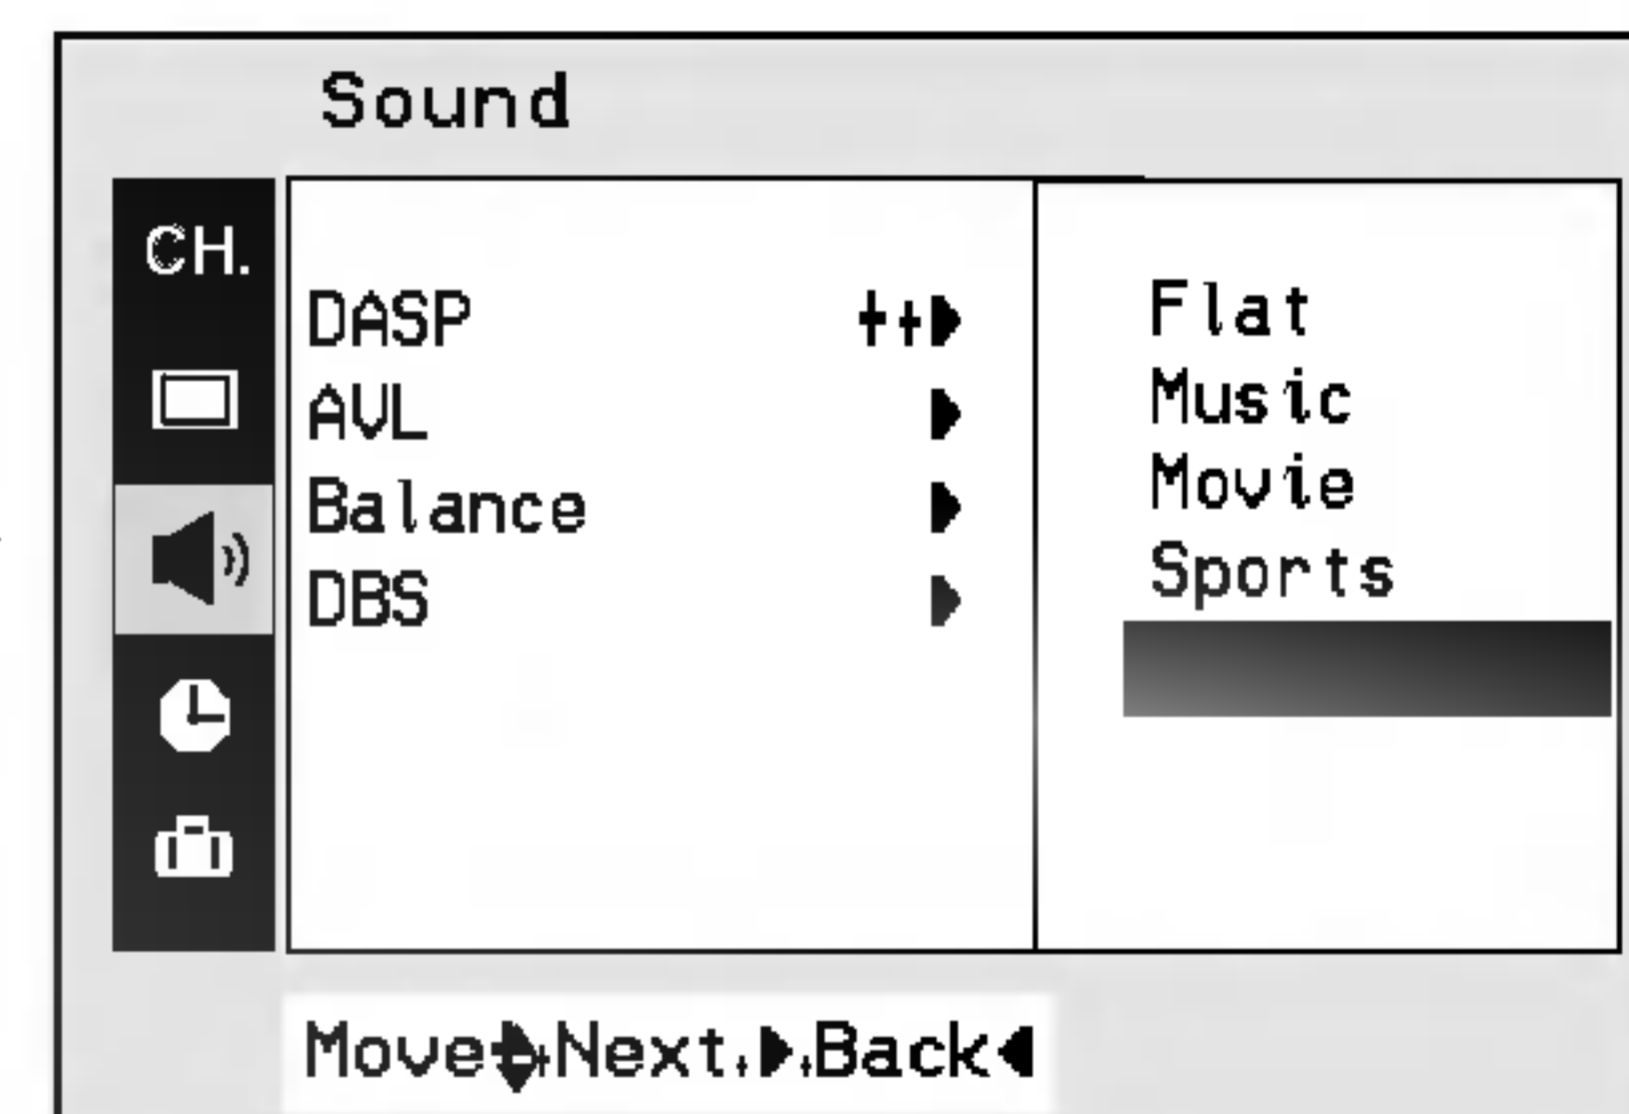 Sound
CH.
DASP
AVL
Balance
DBS
Flat
Music
Movie
Sports
Move Next Back